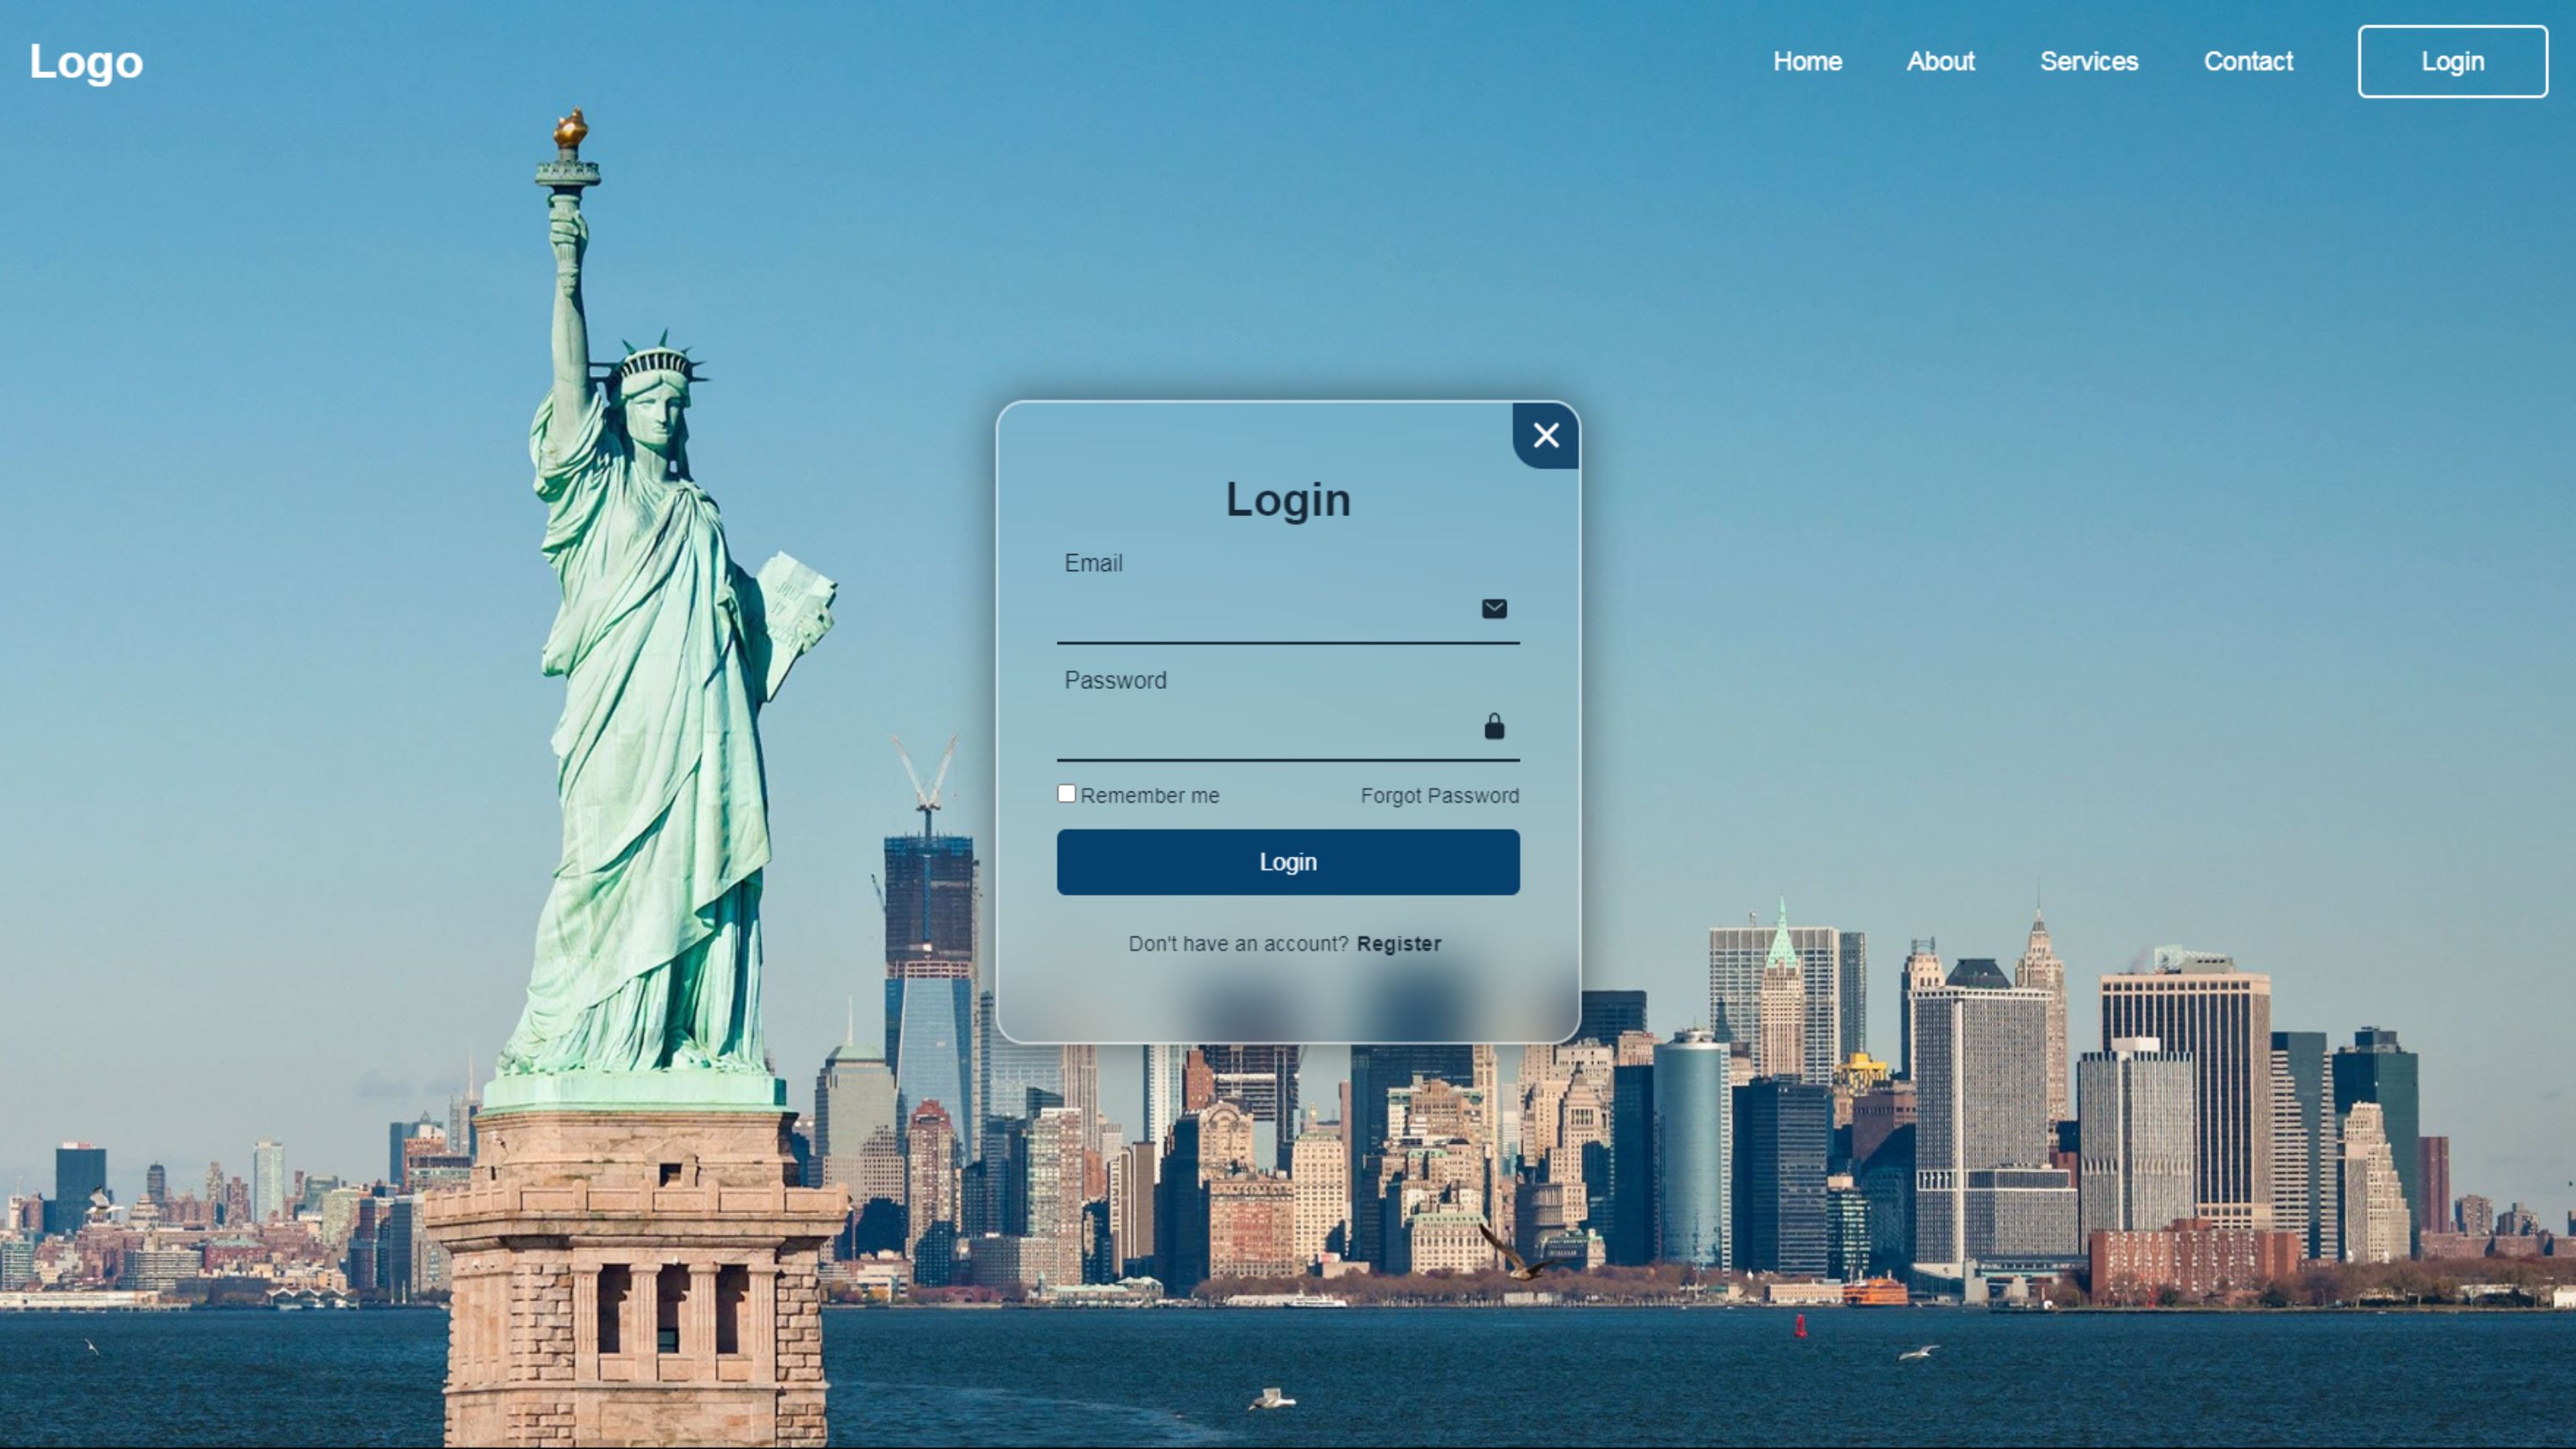 Logo
Home About Services Contact Login
Login
Email
Password
Remember me Forgot Password
Login
Don't have an account? Register